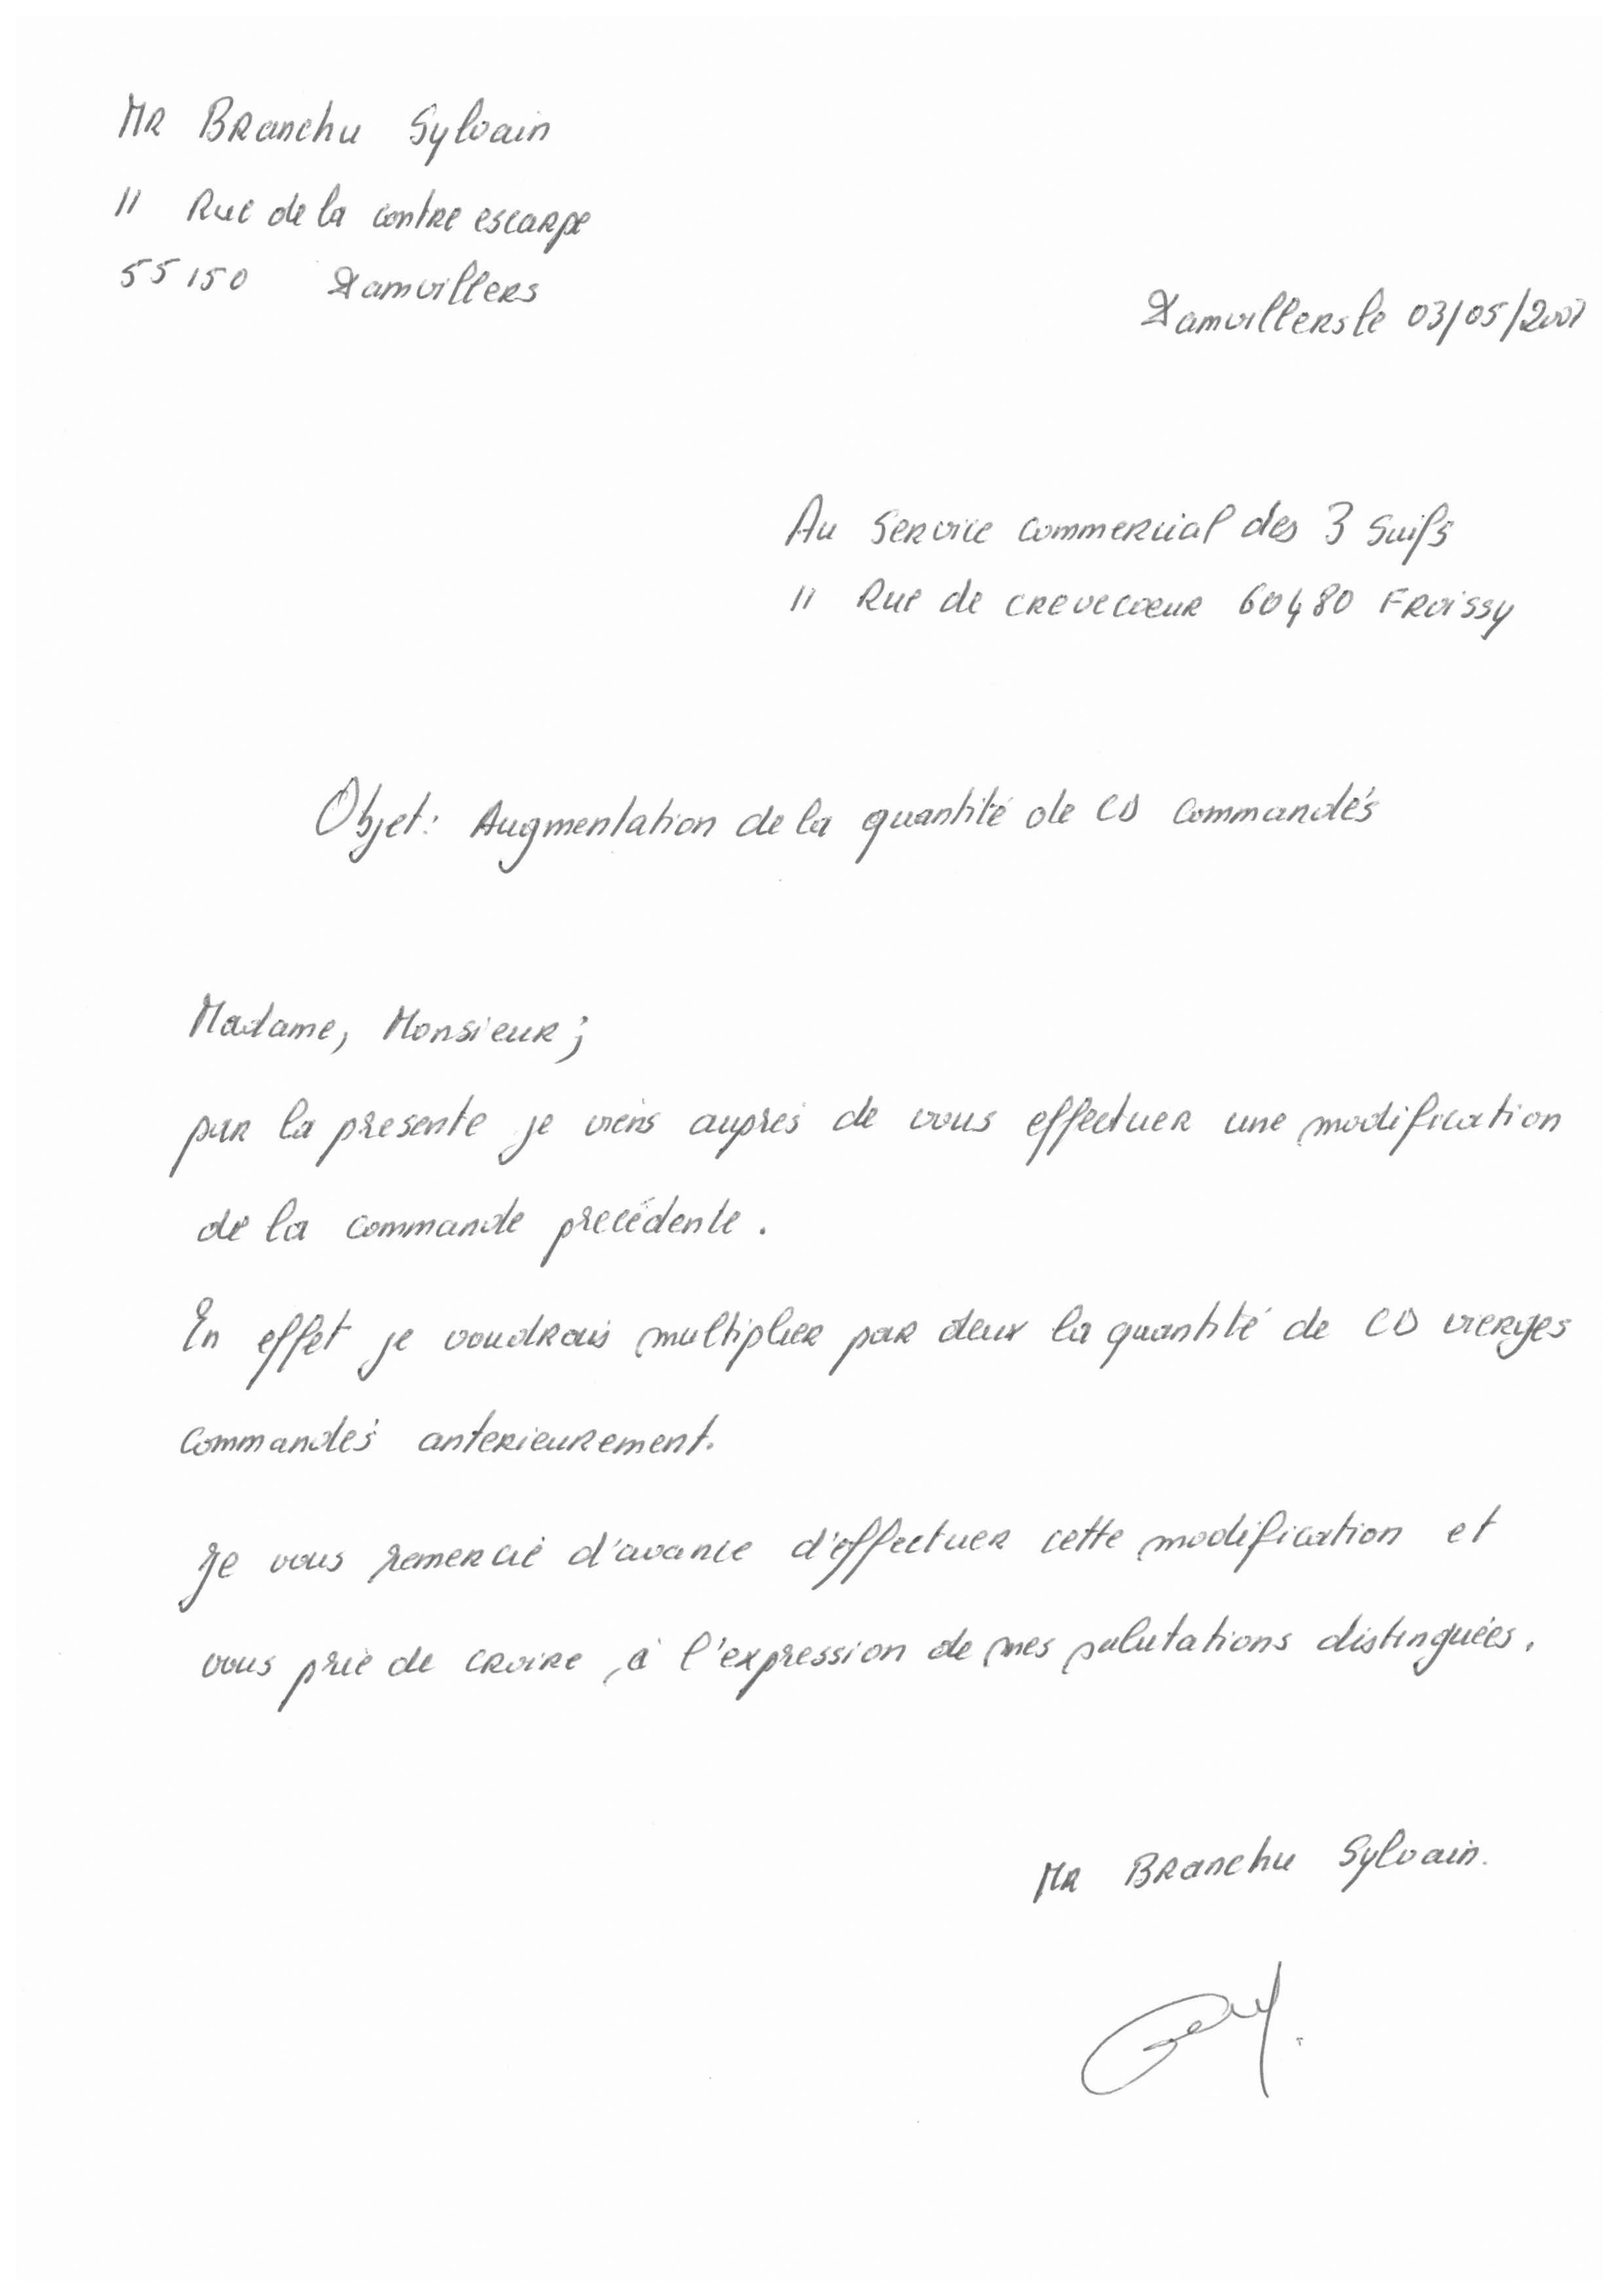 MR Branchu Sylvain
11 Rue de la contre escarpe
55150 Damvillers
Damvillers le 03/05/2007
Au Service commercial des 3 Suifs
11 Rue de crevecoeur 60480 Froissy
Objet: Augmentation de la quantité de CD commandés
Madame, Monsieur;
par la presente je viens auprès de vous effectuer une modification
de la commande precédente.
En effet je voudrais multiplier par deux la quantité de CD vierges
commandés anterieurement.
Je vous remercie d'avance d'effectuer cette modification et
vous prie de croire, à l'expression de mes salutations distinguées.
MR Branchu Sylvain.